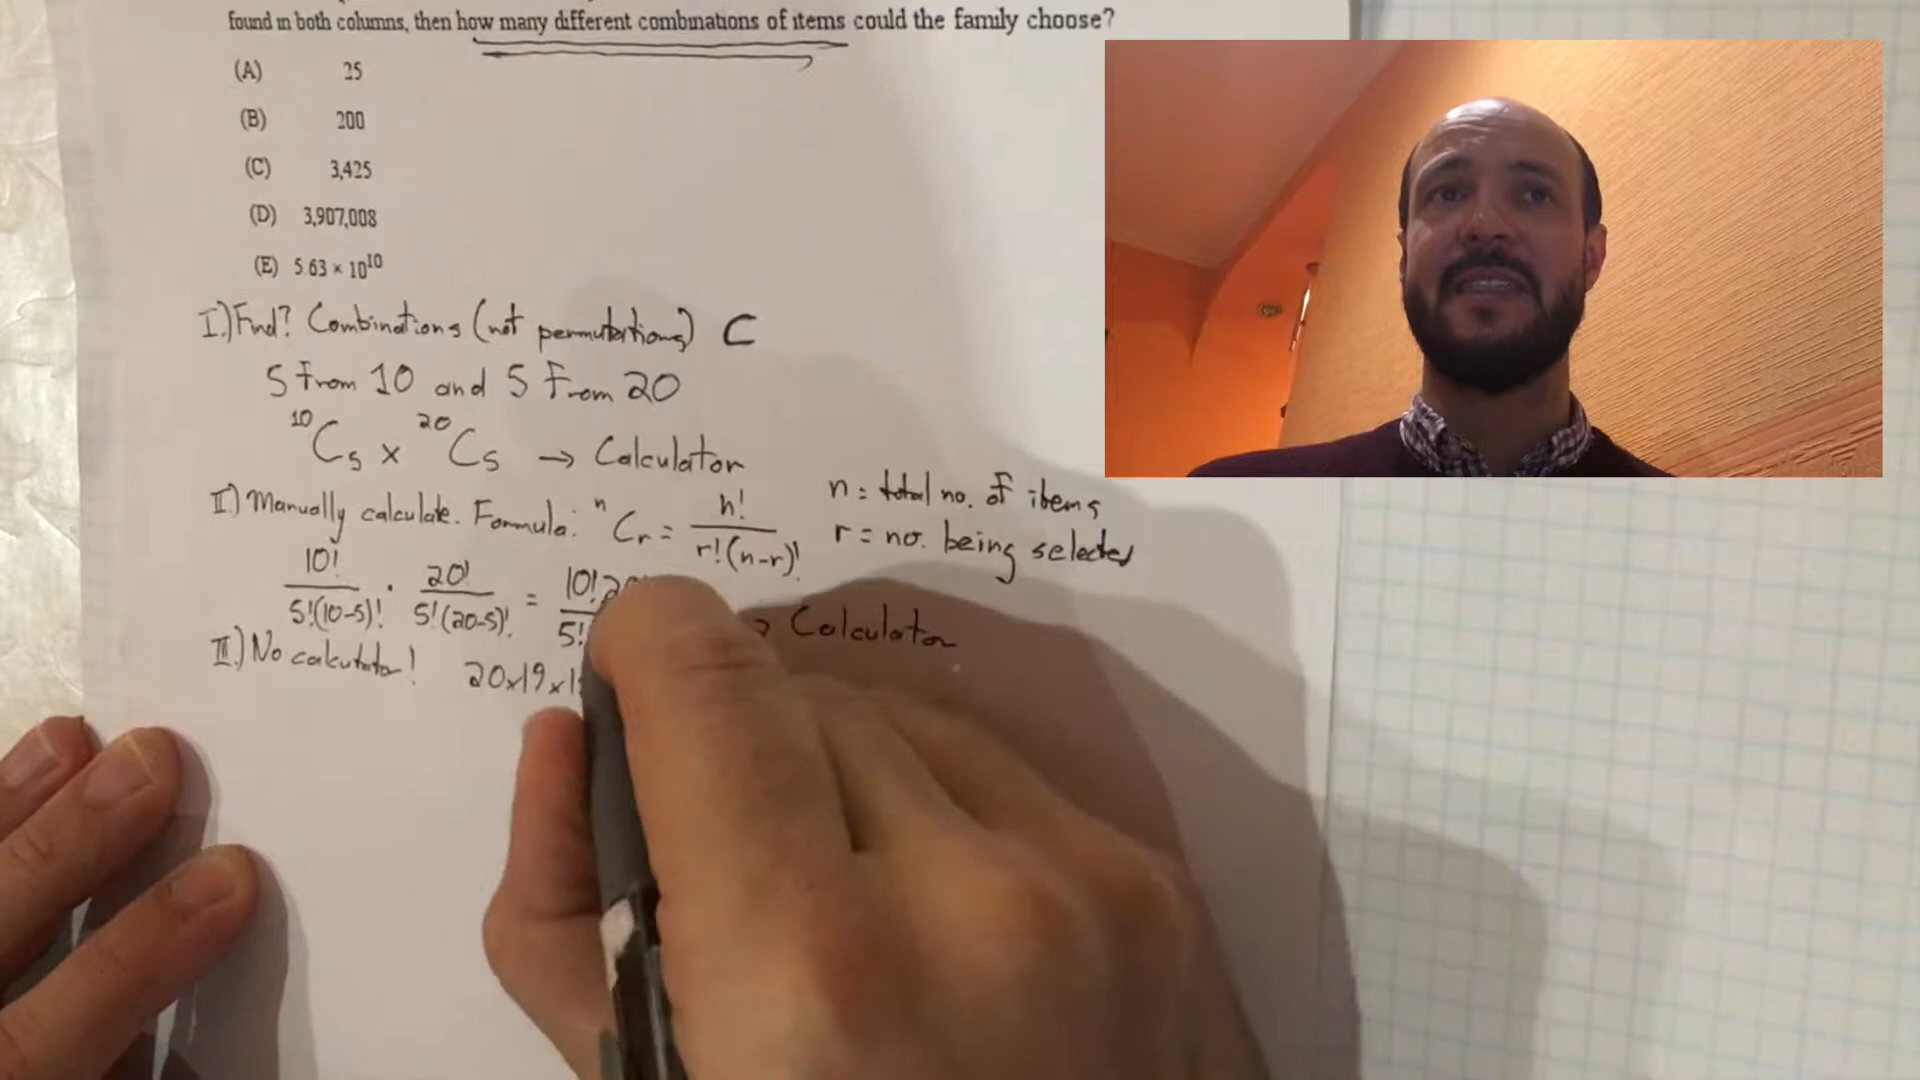 found in both columns, then how many different combinations of items could the family choose?
(A) 25
(B) 200
(C) 3,425
(D) 3,907,008
(E) 5.63 × 10^10
I.) Find? Combinations (not permutations) C
5 from 10 and 5 from 20
¹⁰C₅ x ²⁰C₅ → Calculator
II.) Manually calculate. Formula: ⁿCᵣ = n! / r!(n-r)!
n = total no. of items
r = no. being selected
10! / 5!(10-5)! · 20! / 5!(20-5)! = 10! 20 / 5! → Calculator
III.) No calculator! 20x19x1